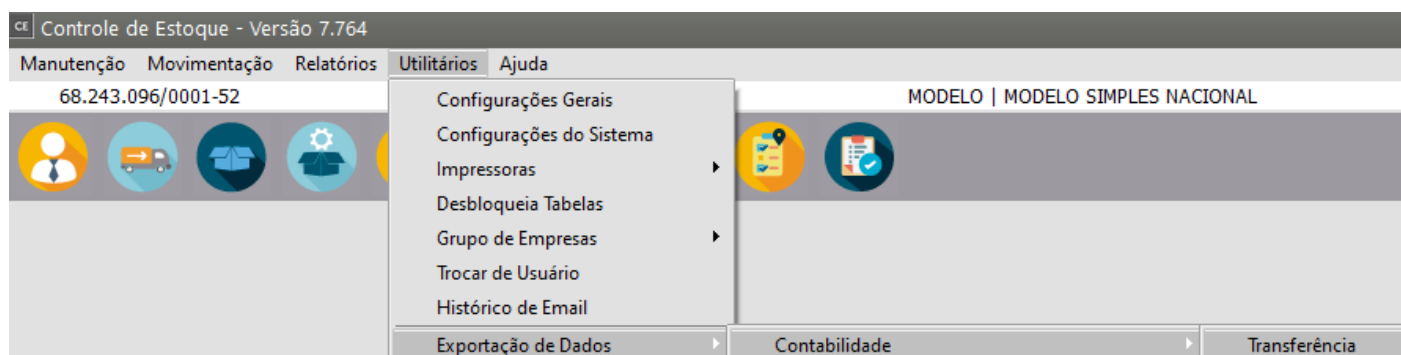 CE Controle de Estoque - Versão 7.764
Manutenção Movimentação Relatórios Utilitários Ajuda
68.243.096/0001-52 MODELO | MODELO SIMPLES NACIONAL
Configurações Gerais
Configurações do Sistema
Impressoras
Desbloqueia Tabelas
Grupo de Empresas
Trocar de Usuário
Histórico de Email
Exportação de Dados Contabilidade Transferência